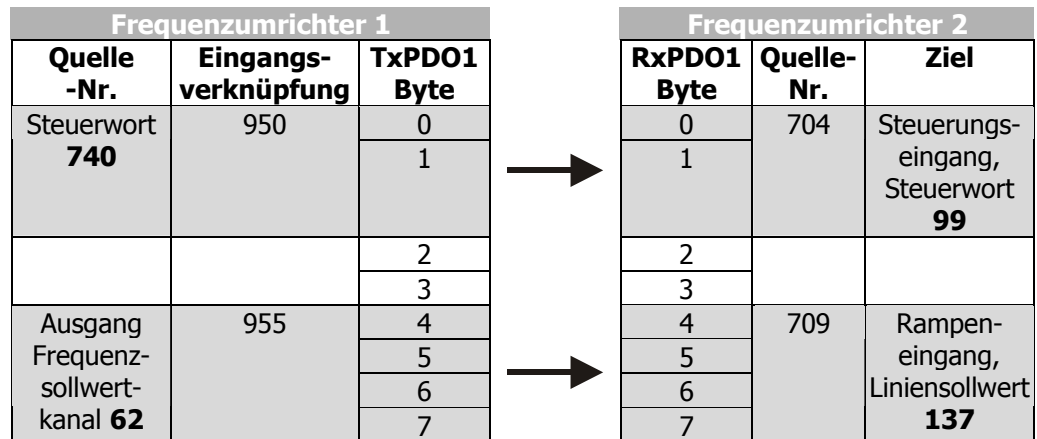 Frequenzumrichter 1
Frequenzumrichter 2
Quelle
-Nr.
Eingangs-
verknüpfung
TxPDO1
Byte
RxPDO1
Byte
Quelle-
Nr.
Ziel
Steuerwort
740
950
0
1
0
1
704
Steuerungs-
eingang,
Steuerwort
99
2
3
2
3
Ausgang
Frequenz-
sollwert-
kanal 62
955
4
5
6
7
4
5
6
7
709
Rampen-
eingang,
Liniensollwert
137